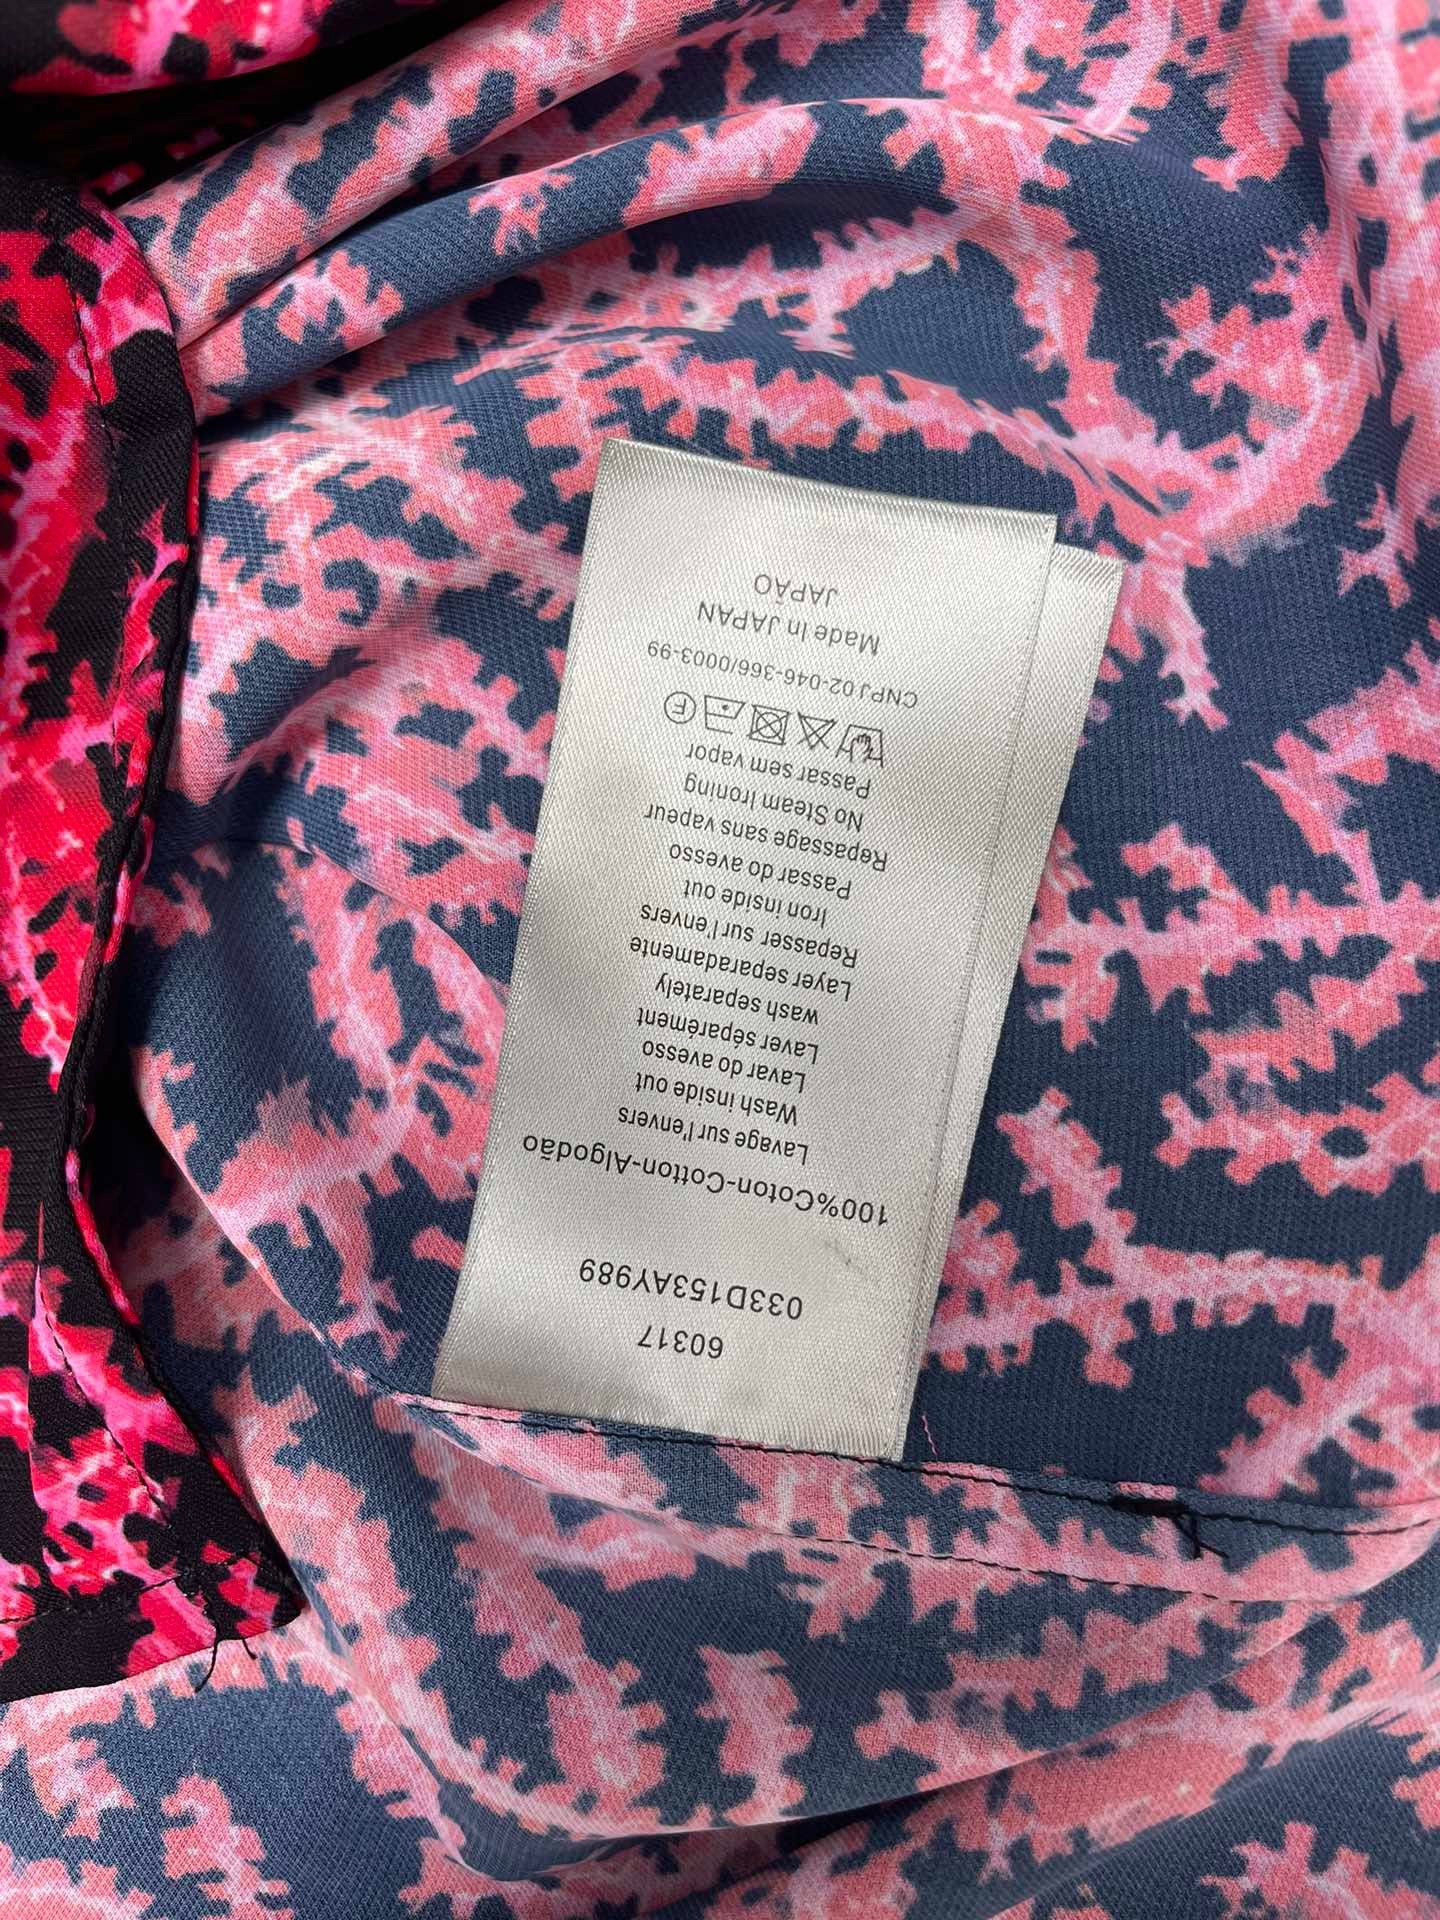 60317
033D153AY989
100%Coton-Cotton-Algodão
Lavage sur l'envers
Wash inside out
Lavar do avesso
Laver séparément
wash separately
Layer separadamente
Repasser sur l'envers
Iron inside out
Passar do avesso
Repassage sans vapeur
No Steam Ironing
Passar sem vapor
F
CNPJ 02-046-366/0003-99
Made In JAPAN
JAPÃO